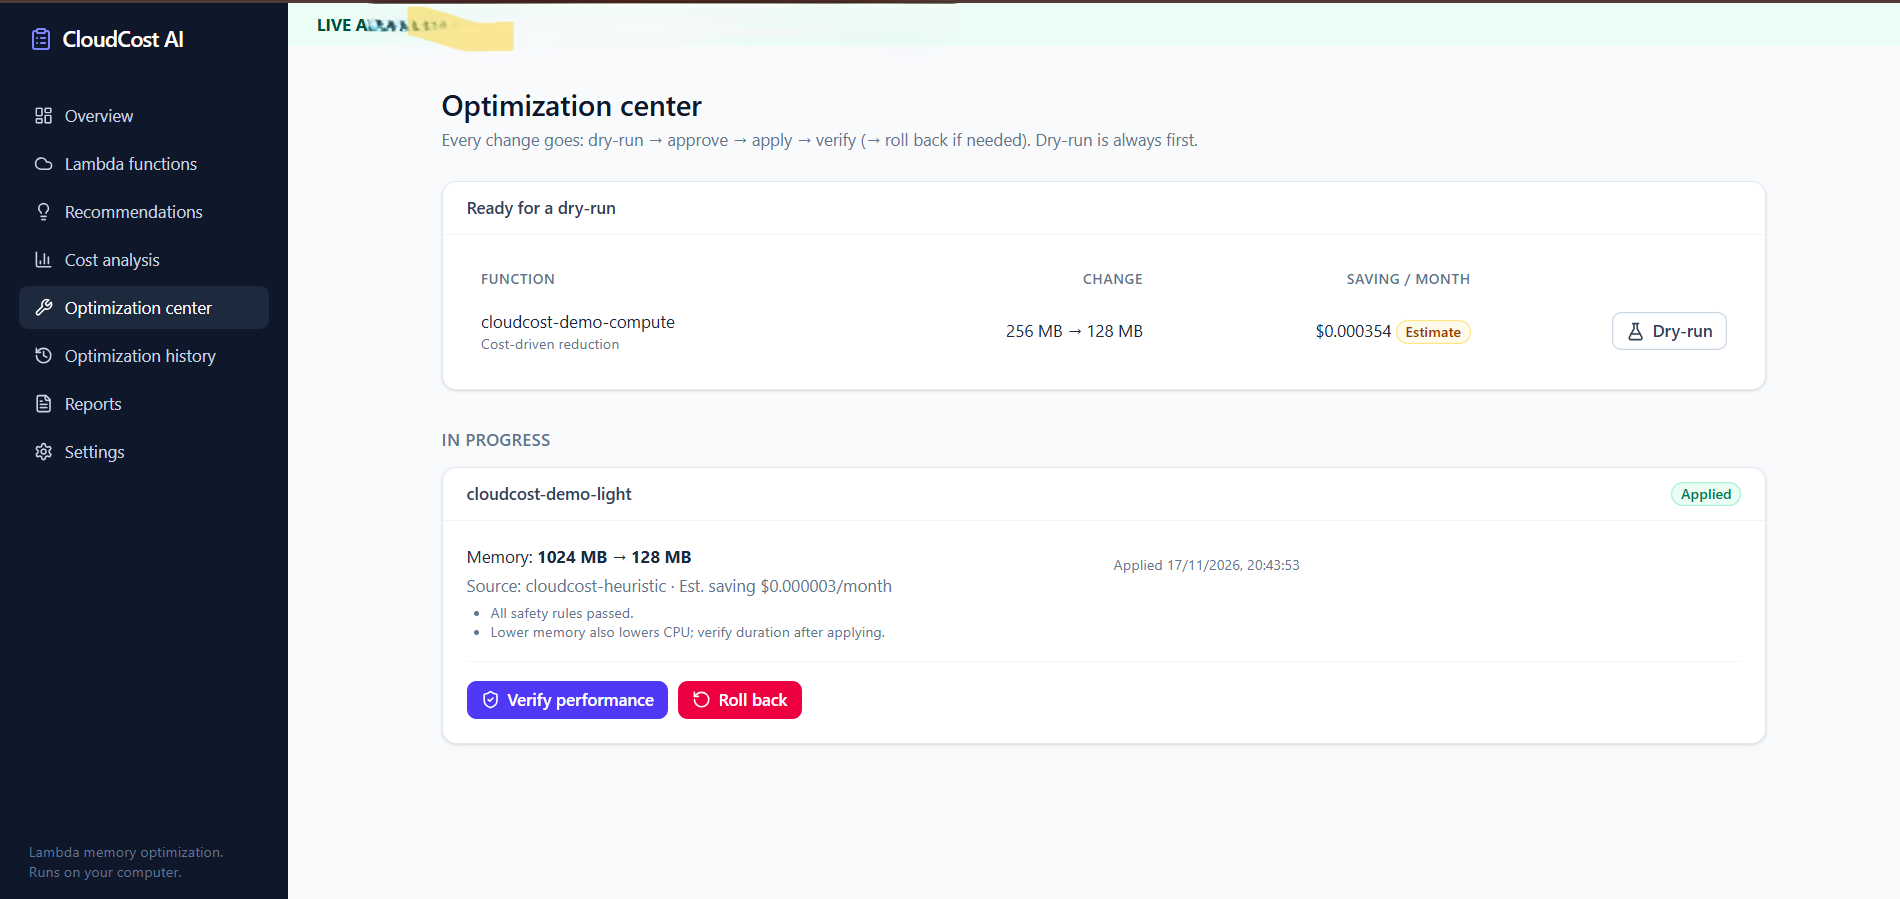 CloudCost AI
Overview
Lambda functions
Recommendations
Cost analysis
Optimization center
Optimization history
Reports
Settings
Lambda memory optimization.
Runs on your computer.
LIVE
Optimization center
Every change goes: dry-run → approve → apply → verify (→ roll back if needed). Dry-run is always first.
Ready for a dry-run
FUNCTION CHANGE SAVING / MONTH
cloudcost-demo-compute 256 MB → 128 MB $0.000354 Estimate Dry-run
Cost-driven reduction
IN PROGRESS
cloudcost-demo-light Applied
Memory: 1024 MB → 128 MB Applied 17/11/2026, 20:43:53
Source: cloudcost-heuristic · Est. saving $0.000003/month
• All safety rules passed.
• Lower memory also lowers CPU; verify duration after applying.
Verify performance Roll back